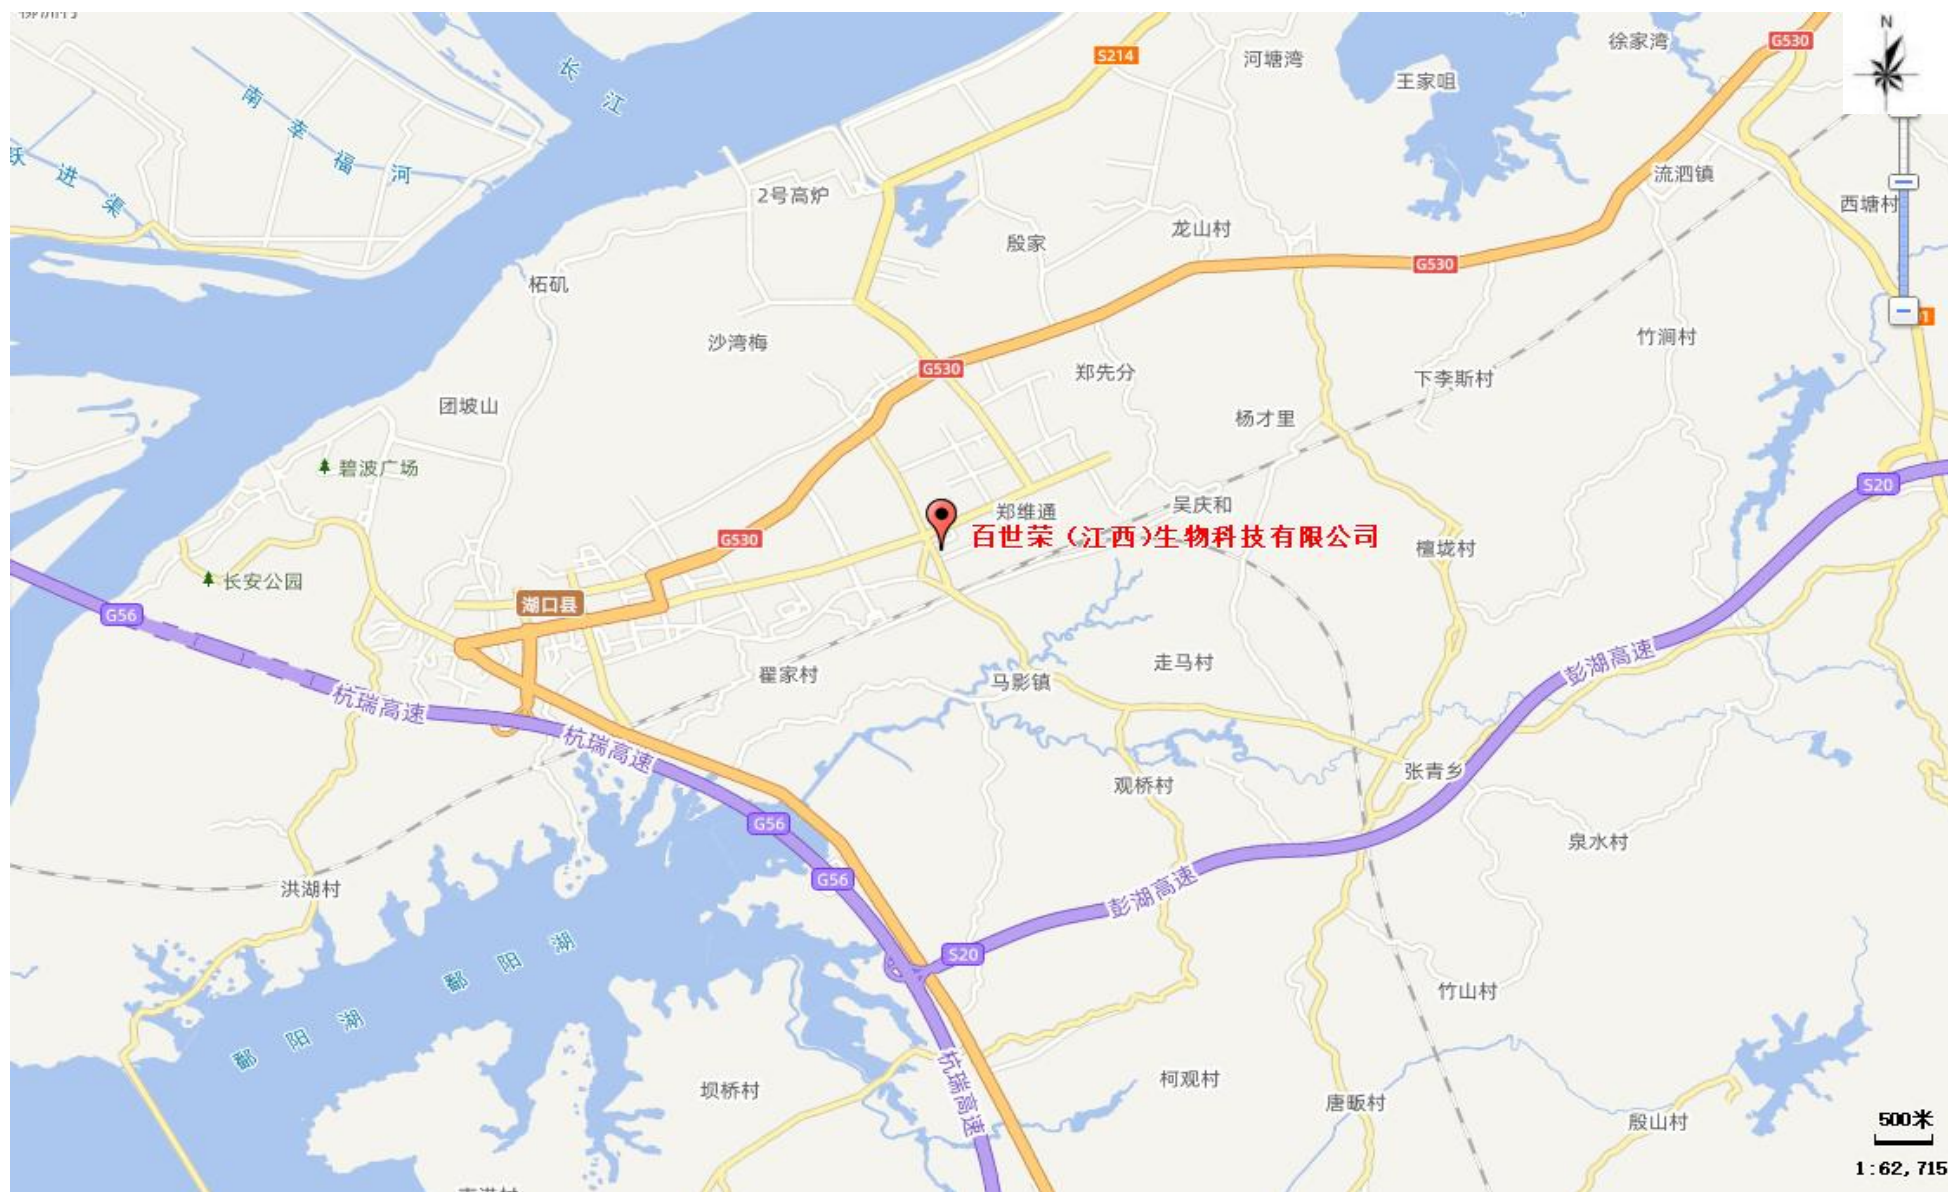 长江
S214
河塘湾
徐家湾
G530
N
王家咀
南幸福河
跃进渠
2号高炉
流泗镇
西塘村
殷家
龙山村
G530
柘矶
沙湾梅
竹涧村
G530
郑先分
下李斯村
团坡山
杨才里
碧波广场
S20
郑维通
吴庆和
G530
百世荣（江西)生物科技有限公司
檀垅村
长安公园
湖口县
G56
走马村
彭湖高速
翟家村
马影镇
杭瑞高速
杭瑞高速
张青乡
观桥村
G56
泉水村
G56
洪湖村
彭湖高速
鄱阳湖
S20
竹山村
鄱阳湖
杭瑞高速
坝桥村
柯观村
唐畈村
殷山村
500米
1:62,715